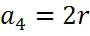 a₄ = 2r